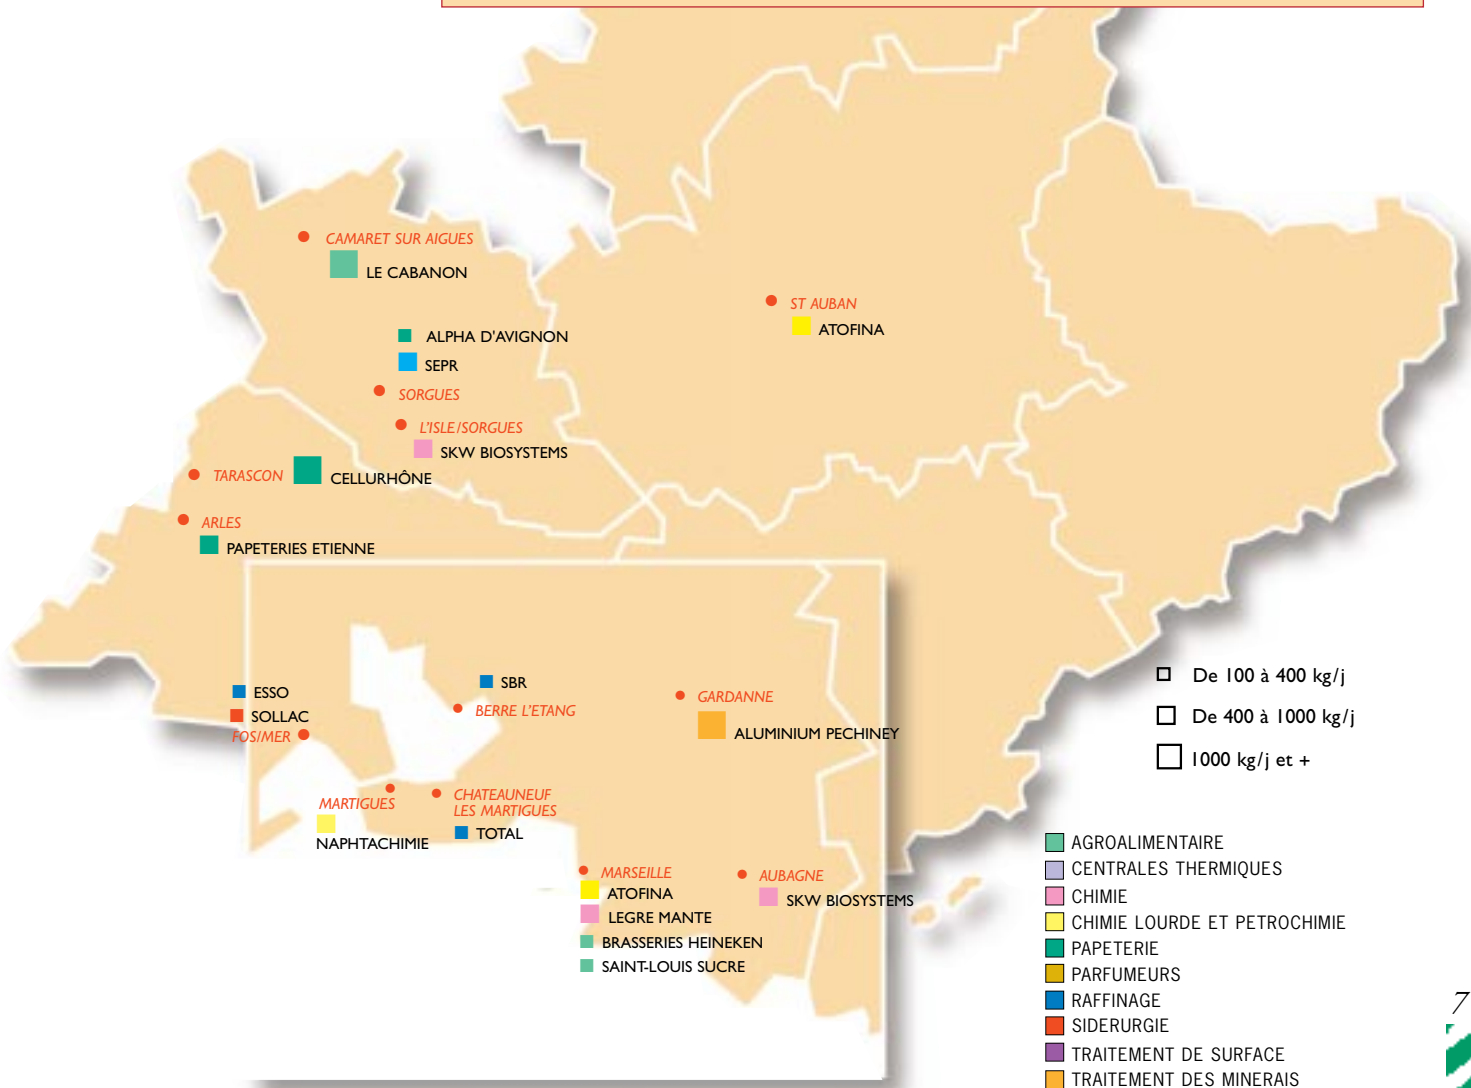 CAMARET SUR AIGUES
LE CABANON
ST AUBAN
ATOFINA
ALPHA D'AVIGNON
SEPR
SORGUES
L'ISLE/SORGUES
SKW BIOSYSTEMS
TARASCON
CELLURHÔNE
ARLES
PAPETERIES ETIENNE
ESSO
SOLLAC
FOS/MER
SBR
BERRE L'ETANG
GARDANNE
ALUMINIUM PECHINEY
MARTIGUES
NAPHTACHIMIE
CHATEAUNEUF
LES MARTIGUES
TOTAL
MARSEILLE
ATOFINA
LEGRE MANTE
BRASSERIES HEINEKEN
SAINT-LOUIS SUCRE
AUBAGNE
SKW BIOSYSTEMS
De 100 à 400 kg/j
De 400 à 1000 kg/j
1000 kg/j et +
AGROALIMENTAIRE
CENTRALES THERMIQUES
CHIMIE
CHIMIE LOURDE ET PETROCHIMIE
PAPETERIE
PARFUMEURS
RAFFINAGE
SIDERURGIE
TRAITEMENT DE SURFACE
TRAITEMENT DES MINERAIS
7